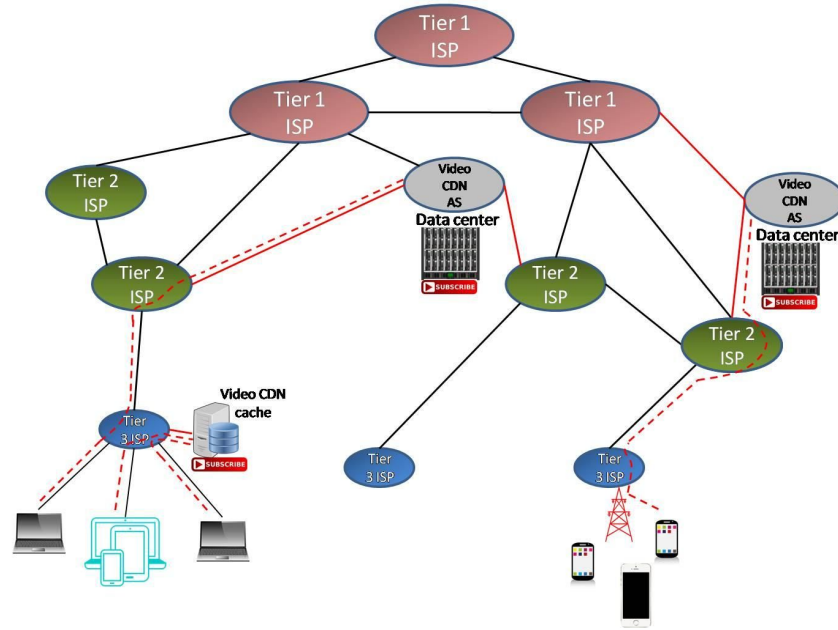 Tier 1
ISP
Tier 1
ISP
Tier 1
ISP
Tier 2
ISP
Video
CDN
AS
Data center
SUBSCRIBE
Video
CDN
AS
Data center
SUBSCRIBE
Tier 2
ISP
Tier 2
ISP
Tier 2
ISP
Video CDN
cache
SUBSCRIBE
Tier
3 ISP
Tier
3 ISP
Tier
3 ISP